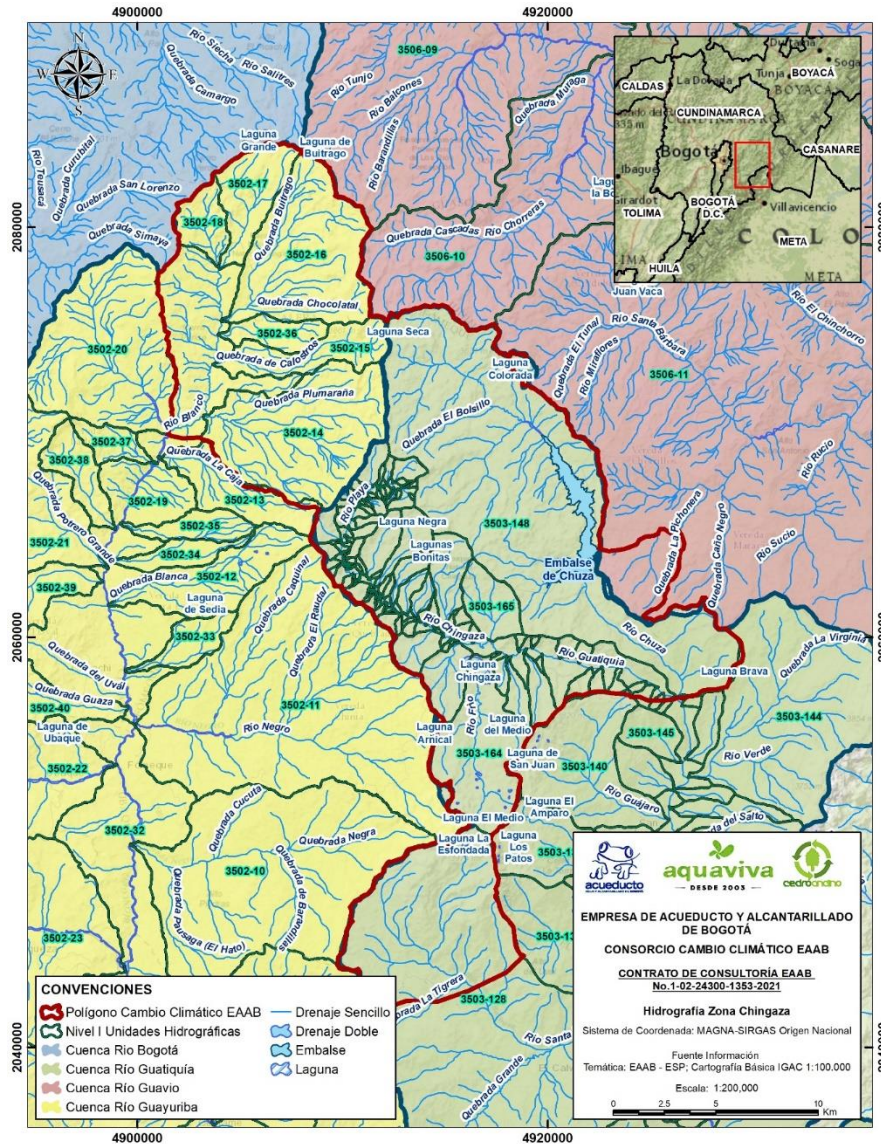 4900000
4920000
N
W
E
S
Río Siecha
Río Salitres
Quebrada Camargo
Río Teusacá
Quebrada Curubital
Quebrada San Lorenzo
Quebrada Simaya
Laguna
Grande
Laguna de
Buitrago
3506-09
Río Tunjo
Río Balcones
Río Barandillas
Quebrada Mulaga
3502-17
3502-18
Quebrada Buitrago
3502-16
Quebrada Cascadas
Río Chorreras
3506-10
2080000
Quebrada Chocolatal
3502-36
Quebrada de Cafostros
3502-15
Laguna Seca
3502-20
Quebrada Plumaraña
Río Blanco
3502-14
Laguna
Colorada
Quebrada El Tuñal
Río Miraflores
Río Santa Barbara
Juan Vaca
Río El Chinchorro
3506-11
Quebrada El Bolsillo
3502-37
3502-38
Quebrada La Caja
3502-13
3502-19
Quebrada Potrero Grande
3502-35
3502-21
3502-34
Río Playa
Laguna Negra
3503-148
Lagunas
Bonitas
Río Rucio
Río Sucio
Quebrada La Pichonera
Quebrada Caño Negro
Embalse
de Chuza
3502-39
Quebrada Blanca
3502-12
Quebrada Caquinal
Laguna
de Sedia
3502-33
Quebrada El Raudal
3503-165
Río Chingaza
Río Chuza
Río Guatiquía
Quebrada La Virginia
2060000
Quebrada del Uvál
Quebrada Guaza
3502-40
Laguna de
Ubaque
3502-11
Río Negro
Laguna
Chingaza
Río Frío
Laguna Brava
Laguna
Arnical
Laguna
del Medio
3503-164
Laguna de
San Juan
3503-140
3503-145
3503-144
Río Verde
Río Guájaro
3502-22
Laguna El
Amparo
Laguna El Medio
3502-32
Quebrada Cucuta
Quebrada Negra
Laguna La
Esfondada
Laguna
Los
Patos
del Salto
3502-10
Quebrada de Barandillas
Quebrada Pausaga (El Hato)
3502-23
La Tigrera
3503-128
Río Santa
Quebrada Grande
2040000
CALDAS
La Dorada
Tunja
BOYACÁ
BOYACA
Soga
CUNDINAMARCA
Bogotá
CASANARE
Ibague
Girardot
BOGOTÁ
D.C.
Villavicencio
TOLIMA
META
HUILA
C O L O
META
CONVENCIONES
Polígono Cambio Climático EAAB
Nivel I Unidades Hidrográficas
Cuenca Rio Bogotá
Cuenca Río Guatiquía
Cuenca Río Guavio
Cuenca Río Guayuriba
Drenaje Sencillo
Drenaje Doble
Embalse
Laguna
acueducto
aquaviva
DESDE 2003
cedroandino
EMPRESA DE ACUEDUCTO Y ALCANTARILLADO
DE BOGOTÁ
CONSORCIO CAMBIO CLIMÁTICO EAAB
CONTRATO DE CONSULTORÍA EAAB
No.1-02-24300-1353-2021
Hidrografía Zona Chingaza
Sistema de Coordenada: MAGNA-SIRGAS Origen Nacional
Fuente Información
Temática: EAAB - ESP; Cartografía Básica IGAC 1:100.000
Escala: 1:200,000
0 2.5 5 10
Km
4900000
4920000